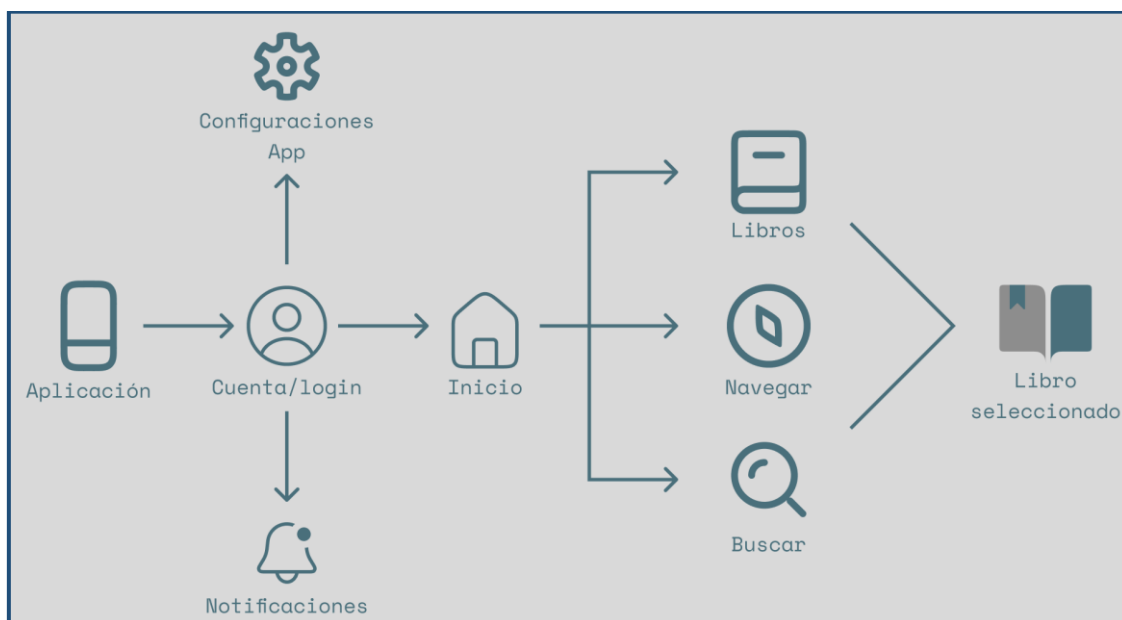 Configuraciones
App
Aplicación
Cuenta/login
Notificaciones
Inicio
Libros
Navegar
Buscar
Libro
seleccionado